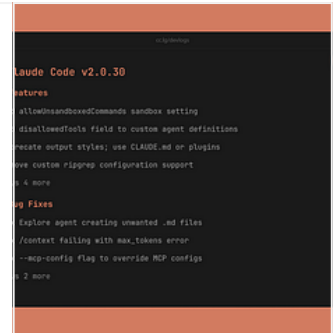 laude Code v2.0.30
eatures
allowUnsandboxedCommands sandbox setting
disallowedTools field to custom agent definitions
recate output styles; use CLAUDE.md or plugins
ove custom ripgrep configuration support
s 4 more
ug Fixes
Explore agent creating unwanted .md files
/context failing with max_tokens error
--mcp-config flag to override MCP configs
s 2 more